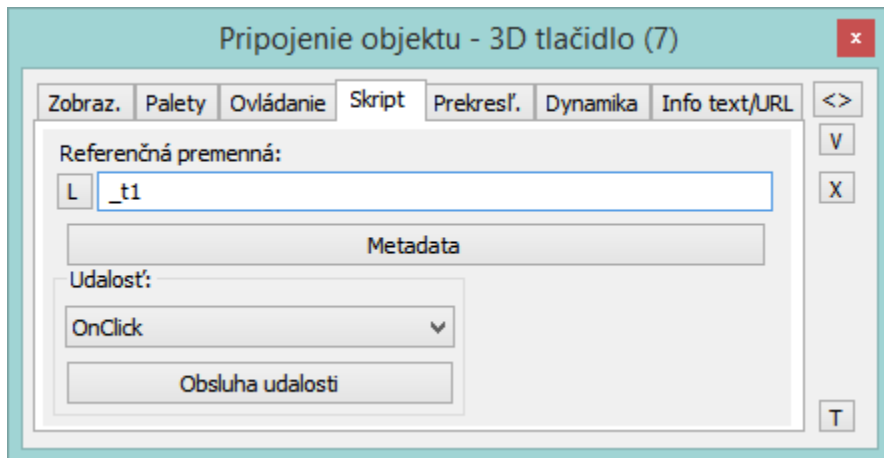 Pripojenie objektu - 3D tlačidlo (7) x
Zobraz. Palety Ovládanie Skript Prekresľ. Dynamika Info text/URL <>
V
Referenčná premenná:
L _t1 X
Metadata
Udalosť:
OnClick
Obsluha udalosti
T